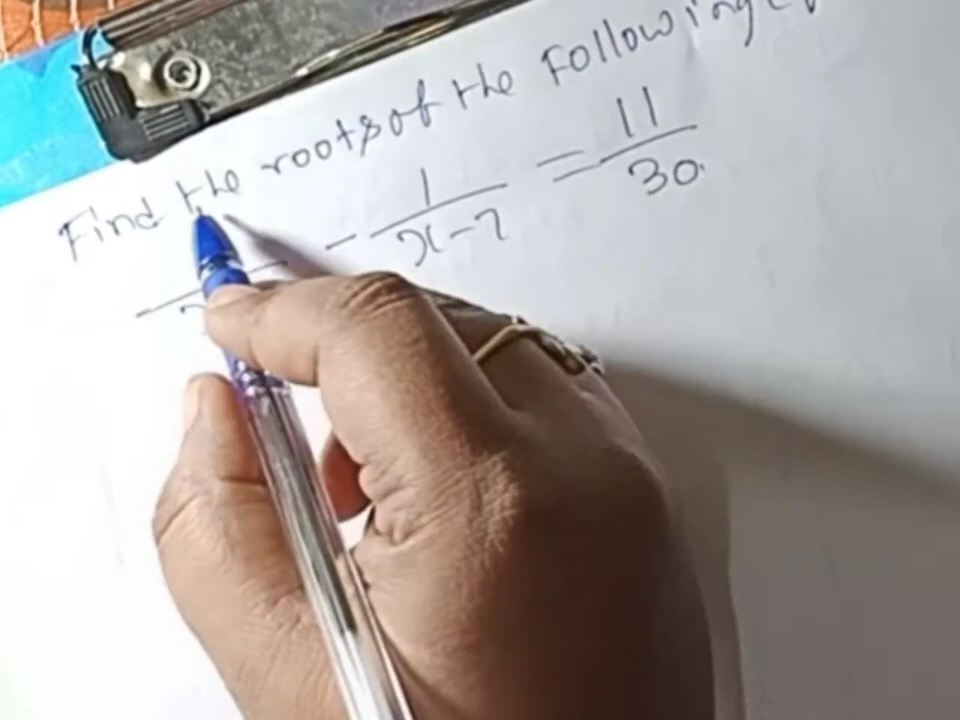 Find the roots of the Following
- 1/x-7 = 11/30